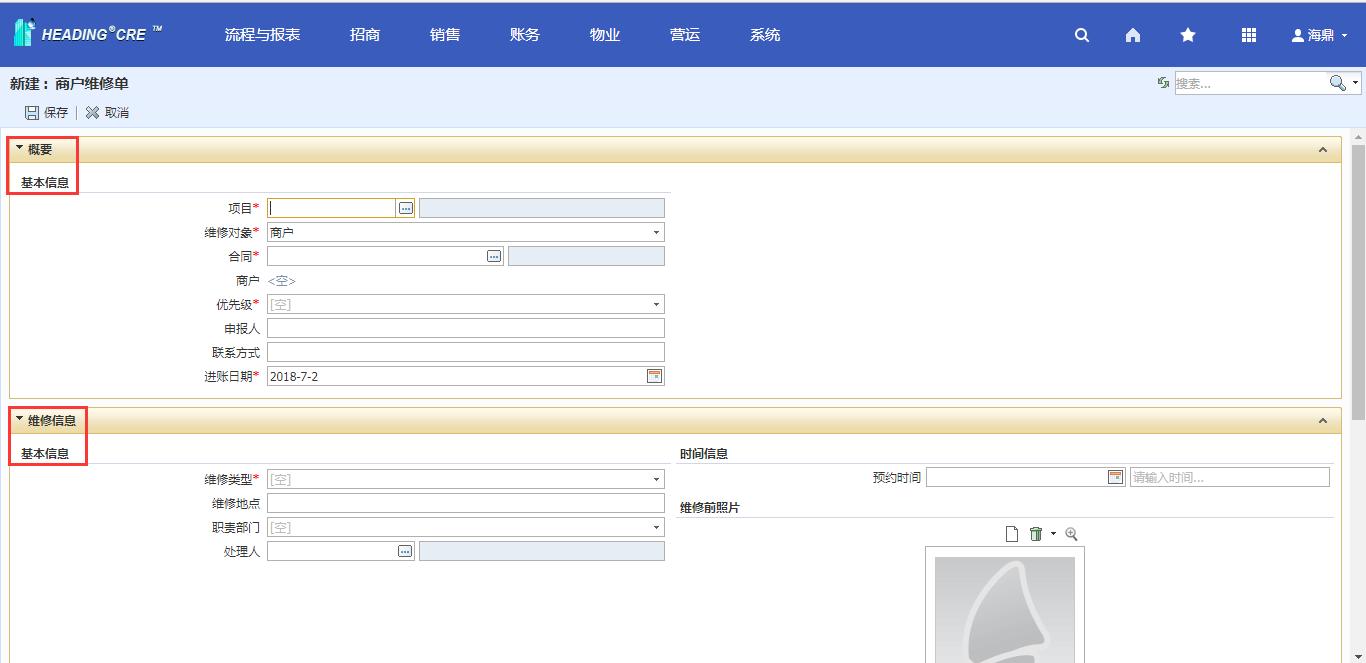 HEADING®CRE ™ 流程与报表 招商 销售 账务 物业 营运 系统 海鼎
新建：商户维修单 搜索...
保存 取消
概要
基本信息
项目*
维修对象* 商户
合同*
商户 <空>
优先级* [空]
申报人
联系方式
进账日期* 2018-7-2
维修信息
基本信息 时间信息
维修类型* [空] 预约时间 请输入时间...
维修地点
职责部门 [空] 维修前照片
处理人